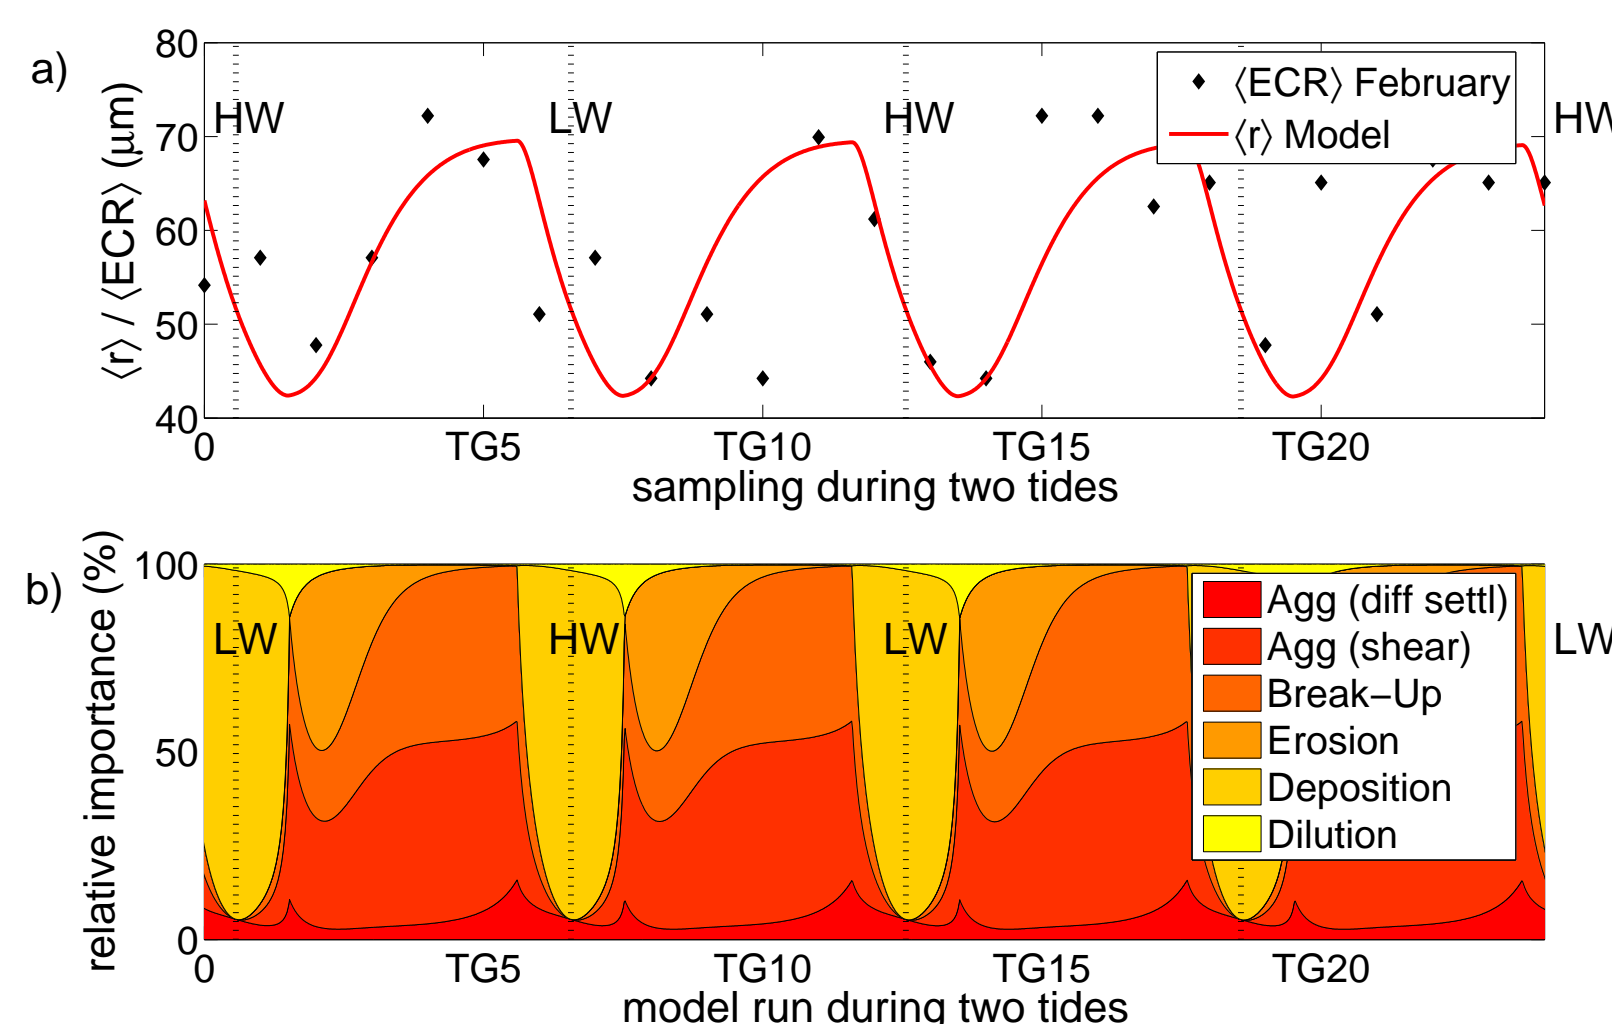 a)
80
70
60
50
40
⟨r⟩ / ⟨ECR⟩ (µm)
HW
LW
HW
HW
⟨ECR⟩ February
⟨r⟩ Model
0
TG5
TG10
TG15
TG20
sampling during two tides
b)
100
50
0
relative importance (%)
LW
HW
LW
LW
Agg (diff settl)
Agg (shear)
Break−Up
Erosion
Deposition
Dilution
0
TG5
TG10
TG15
TG20
model run during two tides